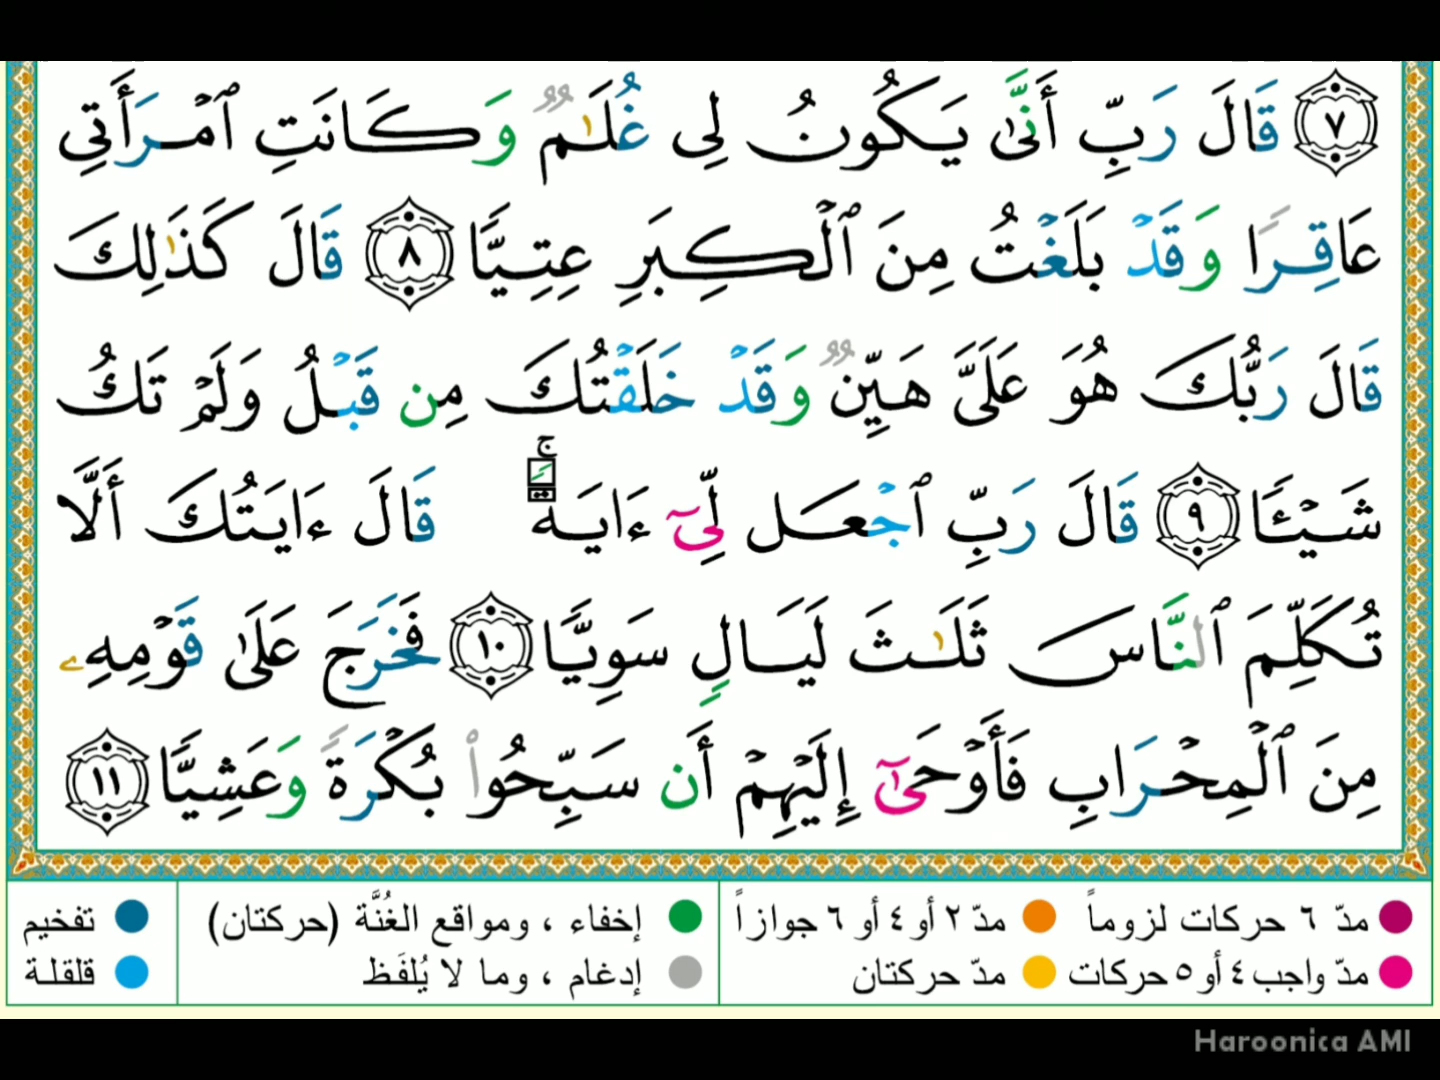 ٧ قَالَ رَبِّ أَنَّىٰ يَكُونُ لِى غُلَـٰمٌ وَكَانَتِ ٱمْرَأَتِى
عَاقِرًا وَقَدْ بَلَغْتُ مِنَ ٱلْكِبَرِ عِتِيًّا ٨ قَالَ كَذَٰلِكَ
قَالَ رَبُّكَ هُوَ عَلَىَّ هَيِّنٌ وَقَدْ خَلَقْتُكَ مِن قَبْلُ وَلَمْ تَكُ
شَيْـًٔا ٩ قَالَ رَبِّ ٱجْعَل لِّىٓ ءَايَةً ۚ قَالَ ءَايَتُكَ أَلَّا
تُكَلِّمَ ٱلنَّاسَ ثَلَـٰثَ لَيَالٍ سَوِيًّا ١٠ فَخَرَجَ عَلَىٰ قَوْمِهِۦ
مِنَ ٱلْمِحْرَابِ فَأَوْحَىٰٓ إِلَيْهِمْ أَن سَبِّحُوا۟ بُكْرَةً وَعَشِيًّا ١١
مدّ ٦ حركات لزوماً مدّ ٢ أو ٤ أو ٦ جوازاً إخفاء ، ومواقع الغُنَّة (حركتان) تفخيم
مدّ واجب ٤ أو ٥ حركات مدّ حركتان إدغام ، وما لا يُلفَظ قلقلة
Haroonica AMI